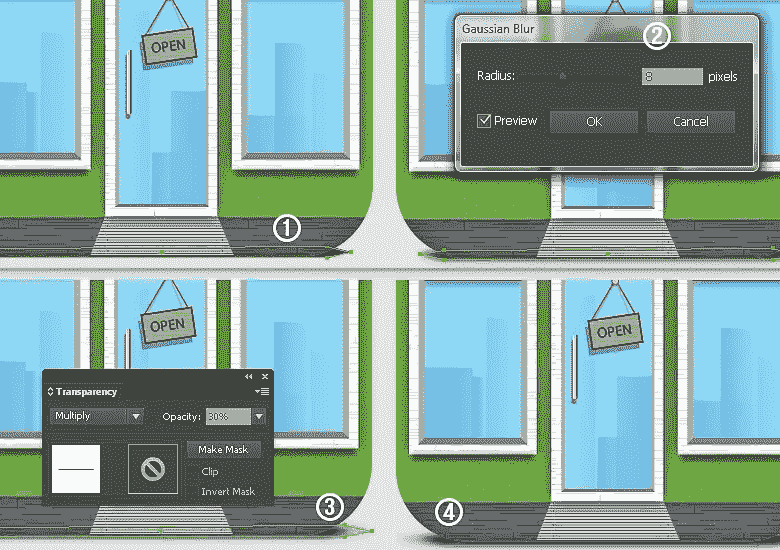 OPEN
1
Gaussian Blur
2
Radius: 8 pixels
Preview OK Cancel
OPEN
Transparency
Multiply Opacity: 30%
Make Mask
Clip
Invert Mask
3
OPEN
4